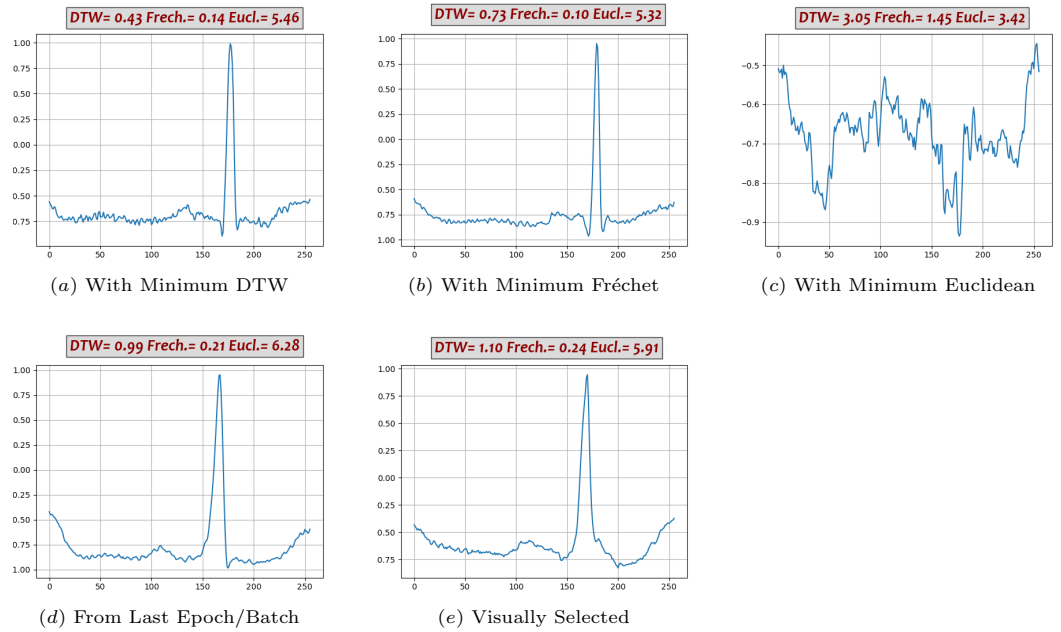 DTW= 0.43 Frech.= 0.14 Eucl.= 5.46
1.00
0.75
0.50
0.25
0.00
0.25
0.50
0.75
0 50 100 150 200 250
(a) With Minimum DTW
DTW= 0.73 Frech.= 0.10 Eucl.= 5.32
1.00
0.75
0.50
0.25
0.00
0.25
0.50
0.75
1.00
0 50 100 150 200 250
(b) With Minimum Fréchet
DTW= 3.05 Frech.= 1.45 Eucl.= 3.42
−0.5
−0.6
−0.7
−0.8
−0.9
0 50 100 150 200 250
(c) With Minimum Euclidean
DTW= 0.99 Frech.= 0.21 Eucl.= 6.28
1.00
0.75
0.50
0.25
0.00
0.25
0.50
0.75
1.00
0 50 100 150 200 250
(d) From Last Epoch/Batch
DTW= 1.10 Frech.= 0.24 Eucl.= 5.91
1.00
0.75
0.50
0.25
0.00
0.25
0.50
0.75
0 50 100 150 200 250
(e) Visually Selected